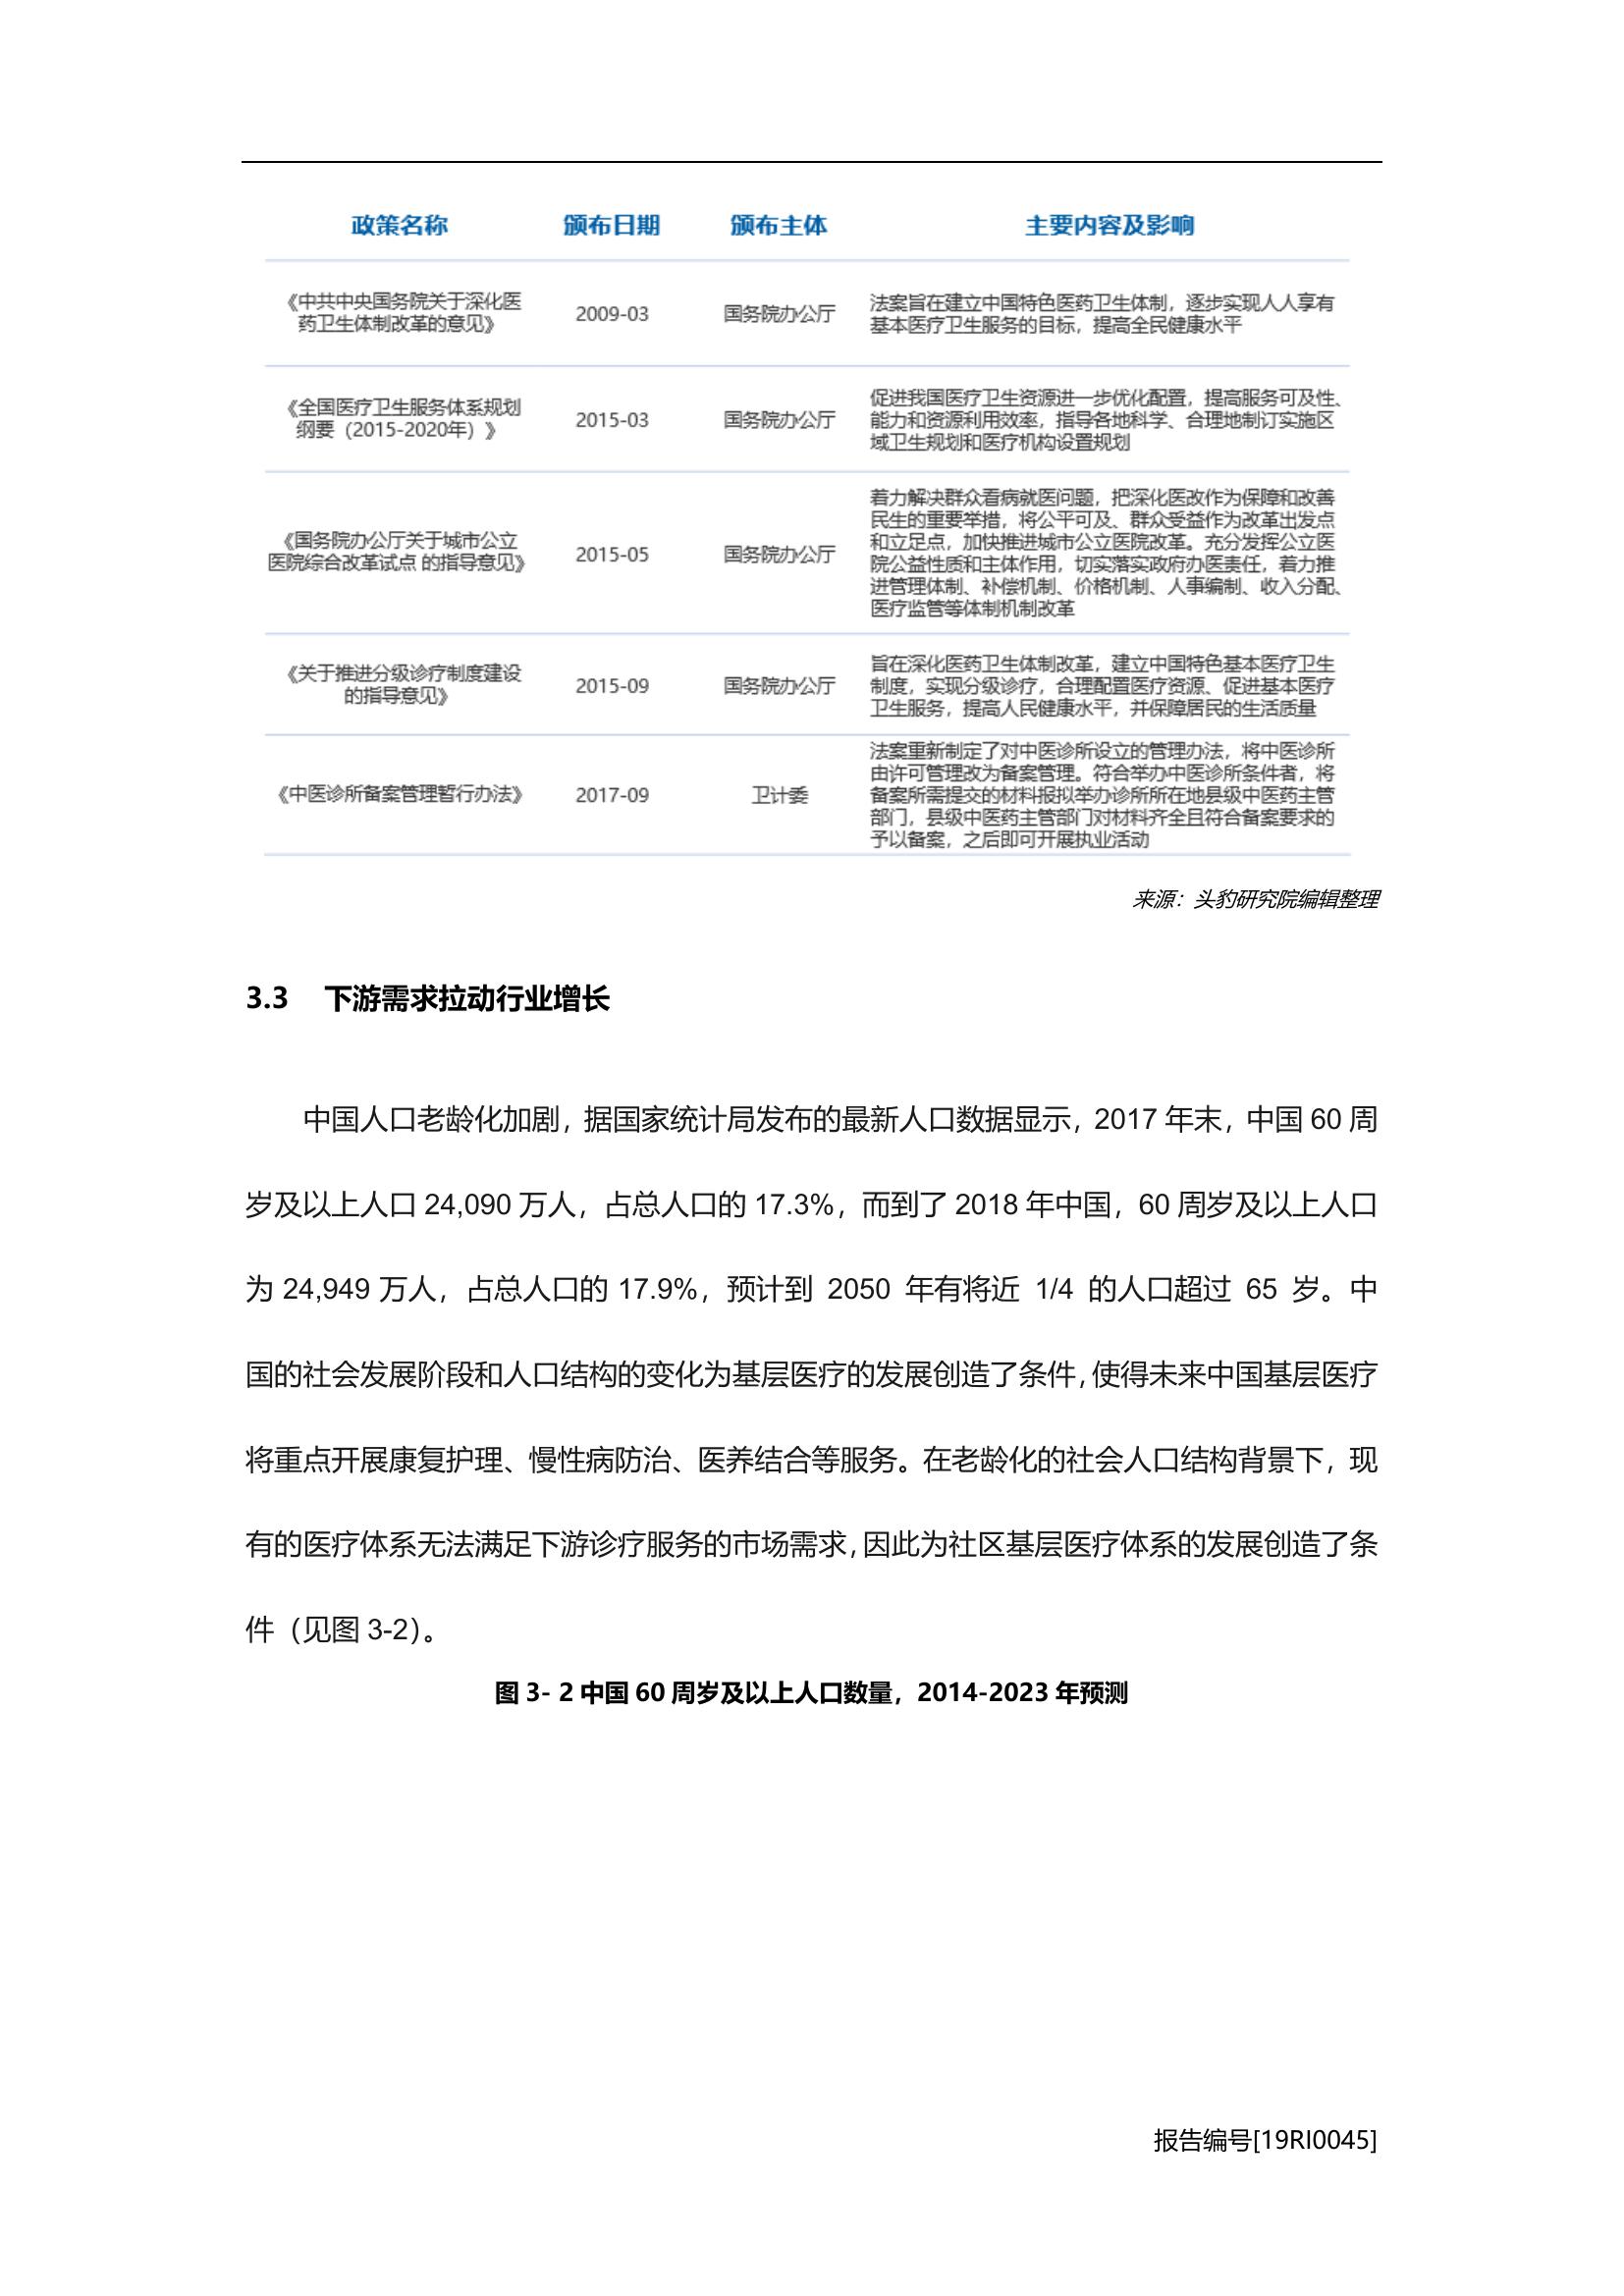 政策名称 颁布日期 颁布主体 主要内容及影响
《中共中央国务院关于深化医
药卫生体制改革的意见》
2009-03
国务院办公厅
法案旨在建立中国特色医药卫生体制，逐步实现人人享有
基本医疗卫生服务的目标，提高全民健康水平
《全国医疗卫生服务体系规划
纲要（2015-2020年）》
2015-03
国务院办公厅
促进我国医疗卫生资源进一步优化配置，提高服务可及性、
能力和资源利用效率，指导各地科学、合理地制订实施区
域卫生规划和医疗机构设置规划
《国务院办公厅关于城市公立
医院综合改革试点 的指导意见》
2015-05
国务院办公厅
着力解决群众看病就医问题，把深化医改作为保障和改善
民生的重要举措，将公平可及、群众受益作为改革出发点
和立足点，加快推进城市公立医院改革。充分发挥公立医
院公益性质和主体作用，切实落实政府办医责任，着力推
进管理体制、补偿机制、价格机制、人事编制、收入分配、
医疗监管等体制机制改革
《关于推进分级诊疗制度建设
的指导意见》
2015-09
国务院办公厅
旨在深化医药卫生体制改革，建立中国特色基本医疗卫生
制度，实现分级诊疗，合理配置医疗资源、促进基本医疗
卫生服务，提高人民健康水平，并保障居民的生活质量
《中医诊所备案管理暂行办法》
2017-09
卫计委
法案重新制定了对中医诊所设立的管理办法，将中医诊所
由许可管理改为备案管理。符合举办中医诊所条件者，将
备案所需提交的材料报拟举办诊所所在地县级中医药主管
部门，县级中医药主管部门对材料齐全且符合备案要求的
予以备案，之后即可开展执业活动
来源：头豹研究院编辑整理
3.3 下游需求拉动行业增长
中国人口老龄化加剧，据国家统计局发布的最新人口数据显示，2017 年末，中国 60 周
岁及以上人口 24,090 万人，占总人口的 17.3%，而到了 2018 年中国，60 周岁及以上人口
为 24,949 万人，占总人口的 17.9%，预计到 2050 年有将近 1/4 的人口超过 65 岁。中
国的社会发展阶段和人口结构的变化为基层医疗的发展创造了条件，使得未来中国基层医疗
将重点开展康复护理、慢性病防治、医养结合等服务。在老龄化的社会人口结构背景下，现
有的医疗体系无法满足下游诊疗服务的市场需求，因此为社区基层医疗体系的发展创造了条
件（见图 3-2）。
图 3- 2 中国 60 周岁及以上人口数量，2014-2023 年预测
报告编号[19RI0045]